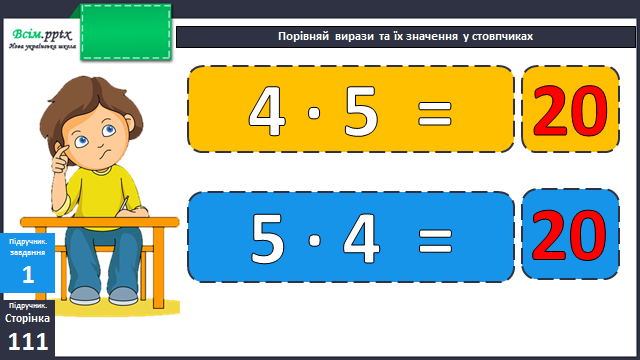 Всім.pptx
Нова українська школа
Порівняй вирази та їх значення у стовпчиках
4 · 5 = 20
5 · 4 = 20
Підручник.
завдання
1
Підручник.
Сторінка
111